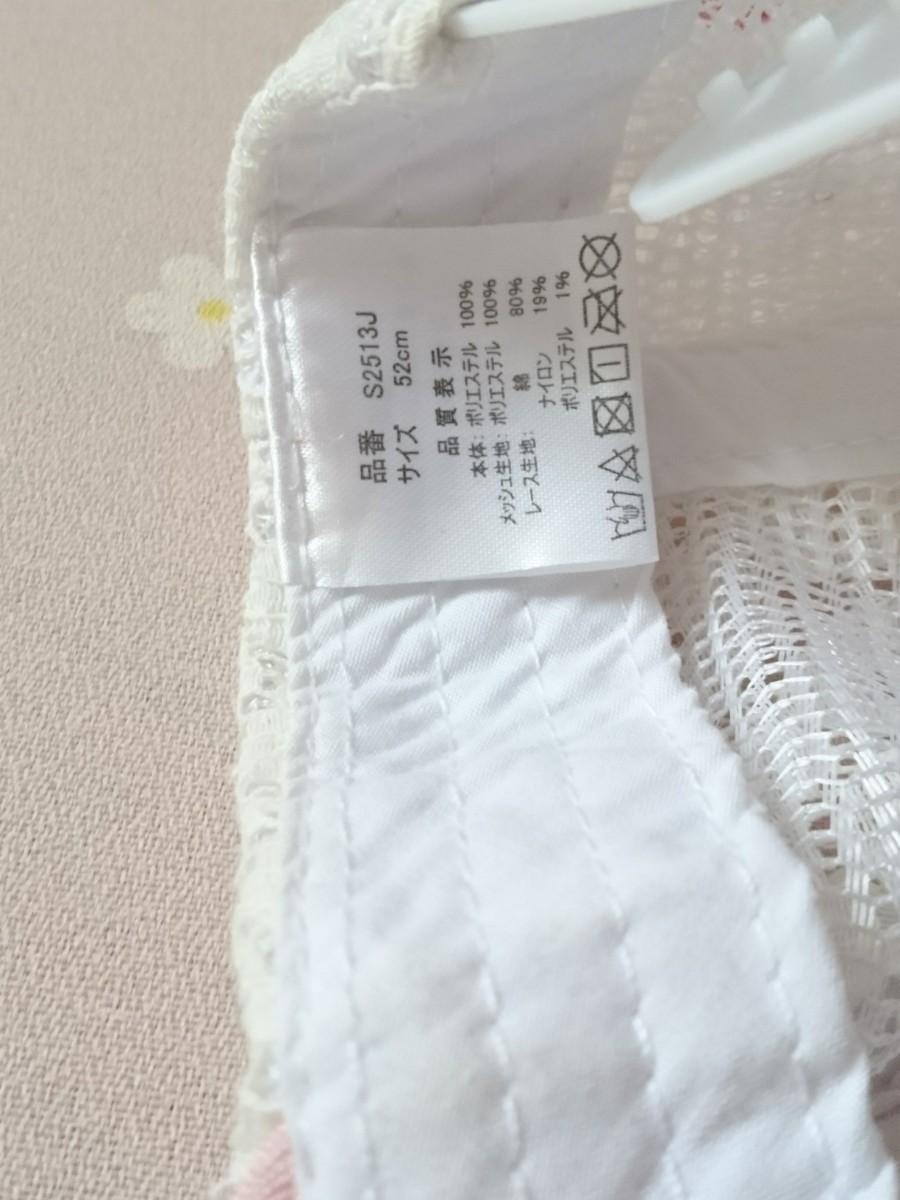 品番 S2513J
サイズ 52cm
品質表示
本体: ポリエステル 100%
メッシュ生地: ポリエステル 100%
レース生地: 綿 80%
ナイロン 19%
ポリエステル 1%